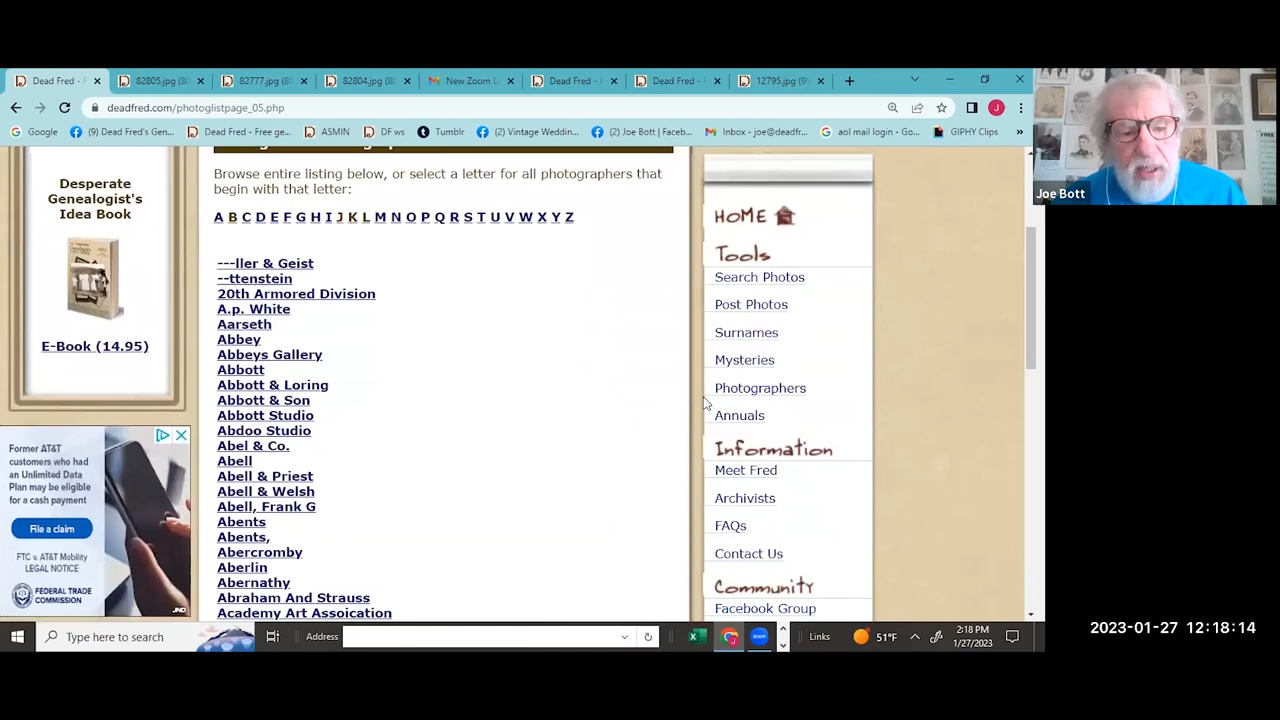 Dead Fred - F
82805.jpg (80
82777.jpg (80
82804.jpg (80
New Zoom L
Dead Fred -
Dead Fred -
12795.jpg (9
deadfred.com/photoglistpage_05.php
J
Google
(9) Dead Fred's Gen...
Dead Fred - Free ge...
ASMIN
DF ws
Tumblr
(2) Vintage Weddin...
(2) Joe Bott | Faceb...
Inbox - joe@deadfr...
aol mail login - Go...
GIPHY Clips
»
Desperate
Genealogist's
Idea Book
E-Book (14.95)
Former AT&T
customers who had
an Unlimited Data
Plan may be eligible
for a cash payment
File a claim
FTC v. AT&T Mobility
LEGAL NOTICE
FEDERAL TRADE
COMMISSION
JND
Browse entire listing below, or select a letter for all photographers that
begin with that letter:
A B C D E F G H I J K L M N O P Q R S T U V W X Y Z
---ller & Geist
--ttenstein
20th Armored Division
A.p. White
Aarseth
Abbey
Abbeys Gallery
Abbott
Abbott & Loring
Abbott & Son
Abbott Studio
Abdoo Studio
Abel & Co.
Abell
Abell & Priest
Abell & Welsh
Abell, Frank G
Abents
Abents,
Abercromby
Aberlin
Abernathy
Abraham And Strauss
Academy Art Assoication
HOME
Tools
Search Photos
Post Photos
Surnames
Mysteries
Photographers
Annuals
Information
Meet Fred
Archivists
FAQs
Contact Us
Community
Facebook Group
Joe Bott
Type here to search
Address
Links
51°F
2:18 PM
1/27/2023
2023-01-27 12:18:14